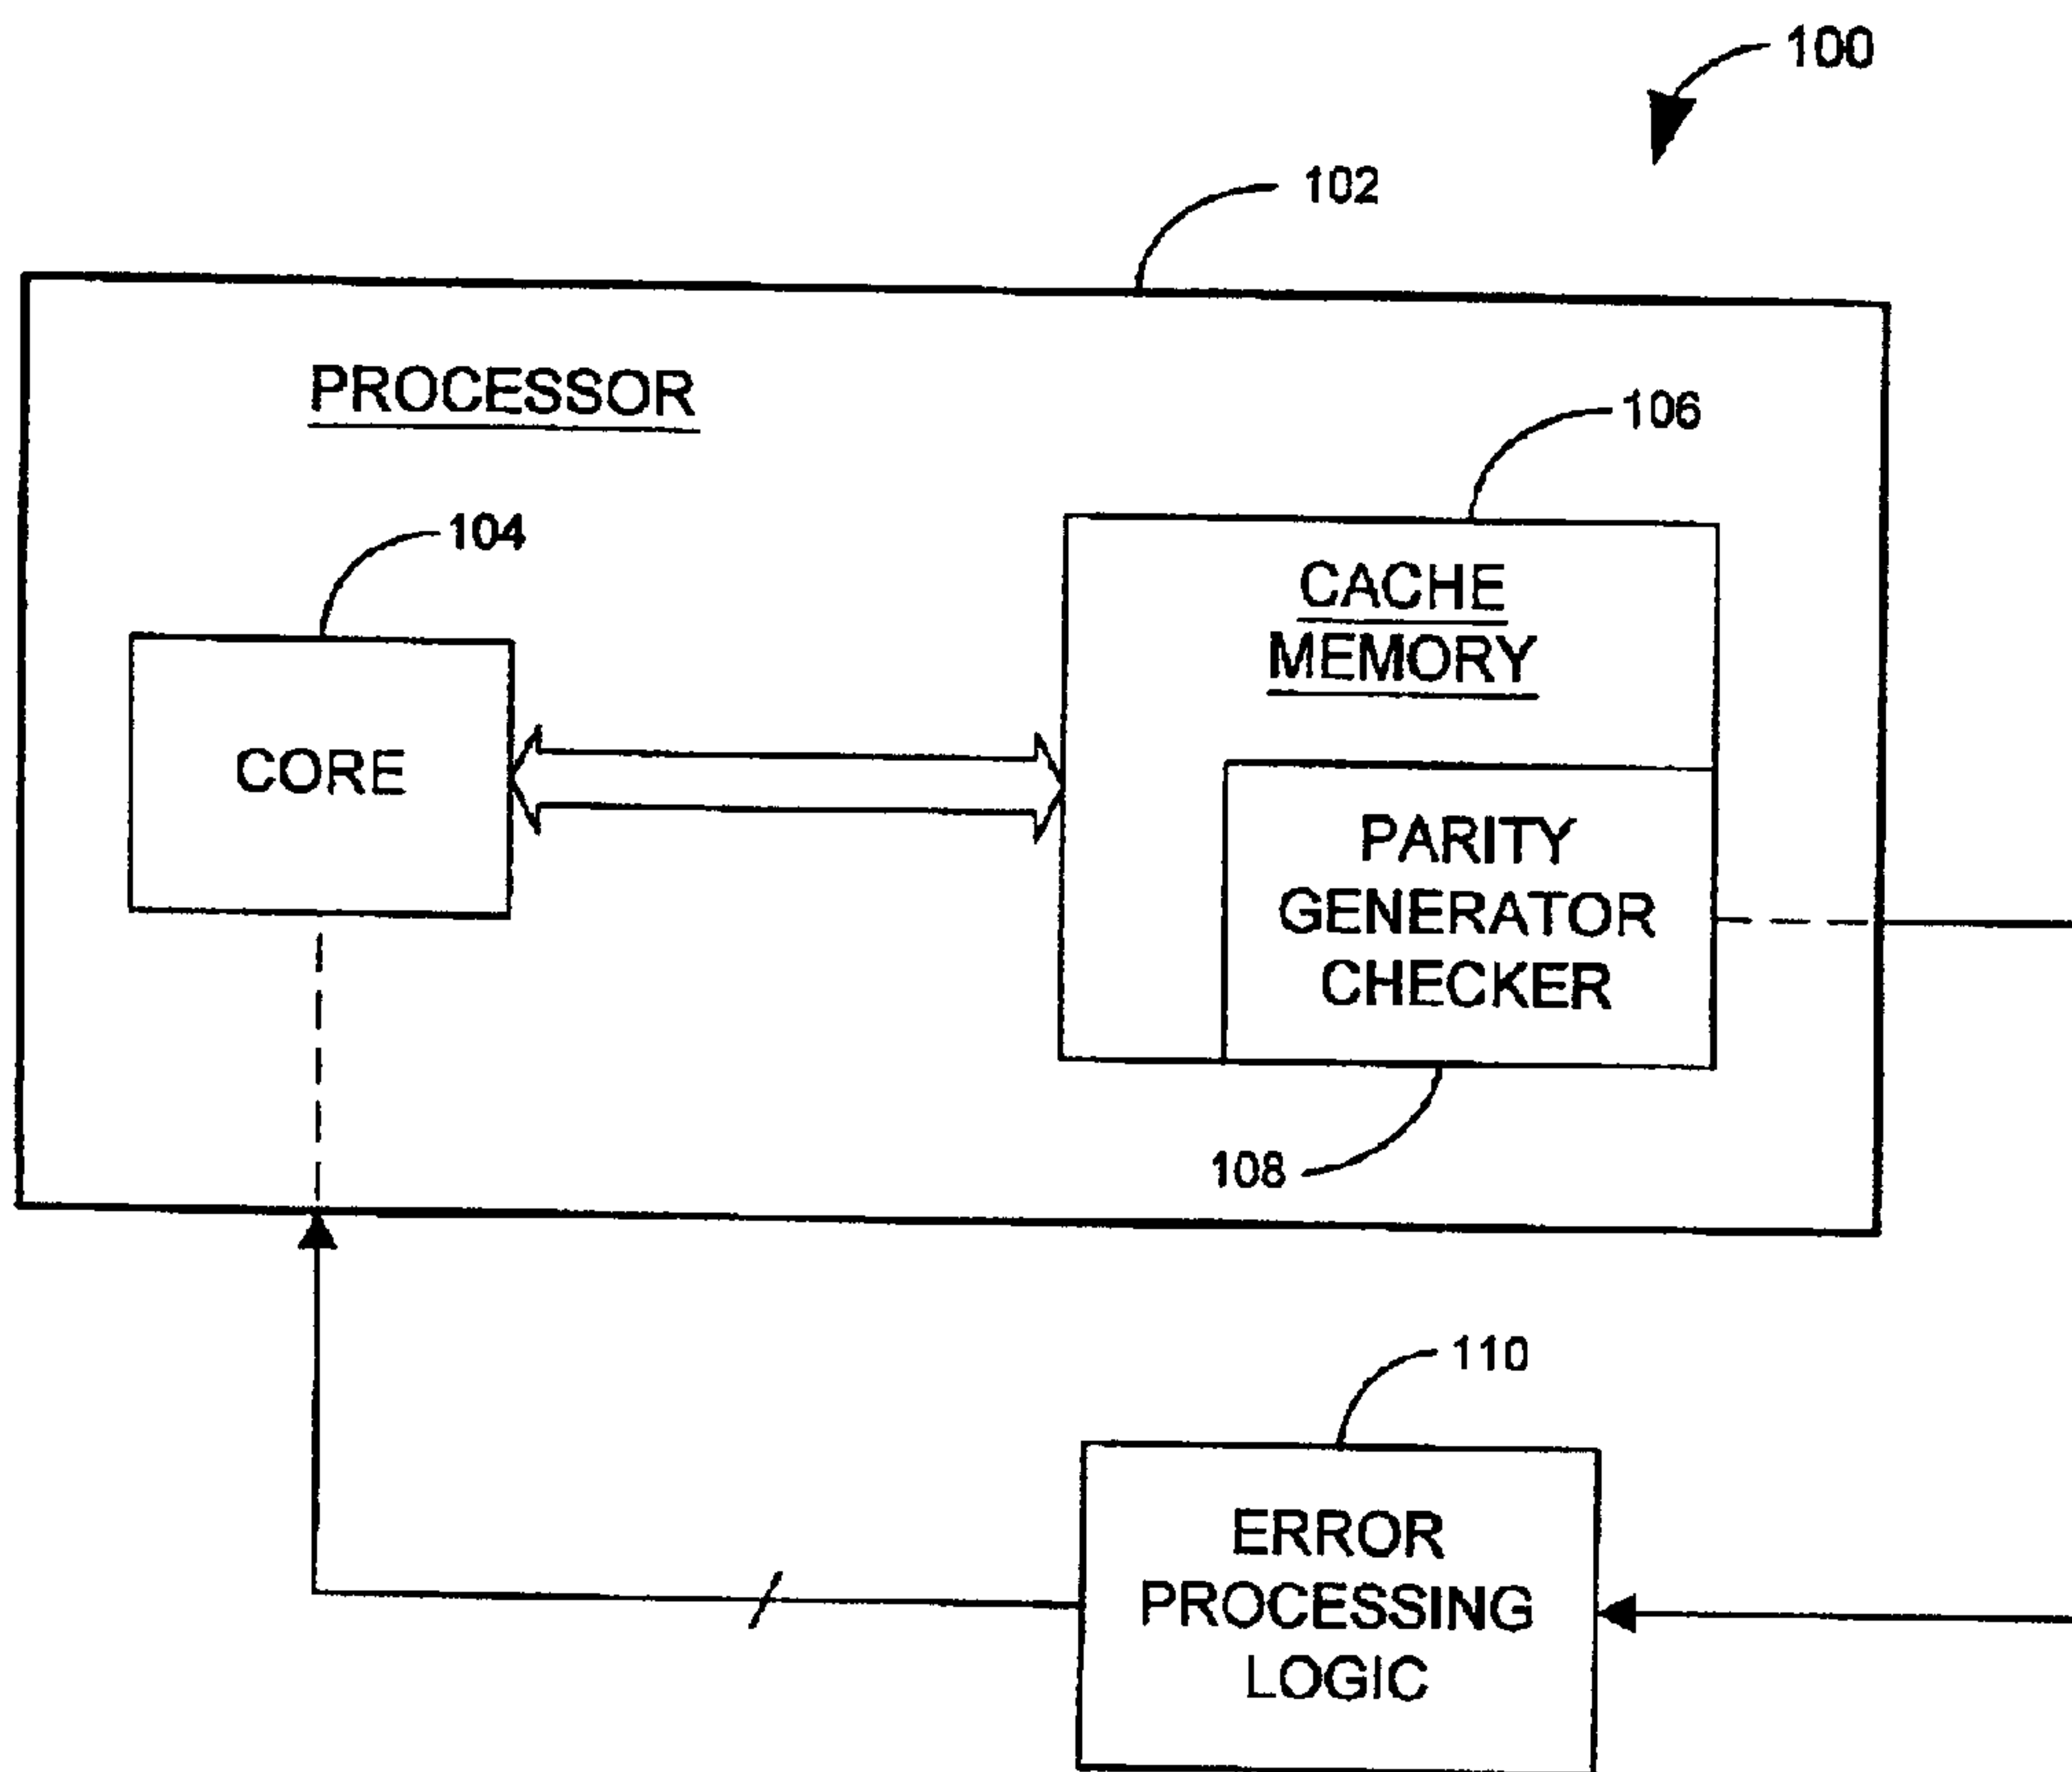 100
102
PROCESSOR
106
104
CACHE
MEMORY
CORE
PARITY
GENERATOR
CHECKER
108
110
ERROR
PROCESSING
LOGIC